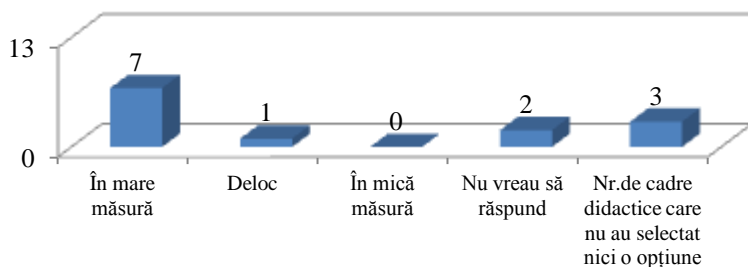 13
7
1
0
2
3
0
În mare
măsură
Deloc
În mică
măsură
Nu vreau să
răspund
Nr.de cadre
didactice care
nu au selectat
nici o opțiune